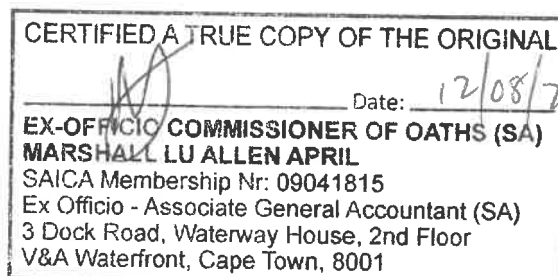 CERTIFIED A TRUE COPY OF THE ORIGINAL
Date: 12/08/
EX-OFFICIO COMMISSIONER OF OATHS (SA)
MARSHALL LU ALLEN APRIL
SAICA Membership Nr: 09041815
Ex Officio - Associate General Accountant (SA)
3 Dock Road, Waterway House, 2nd Floor
V&A Waterfront, Cape Town, 8001